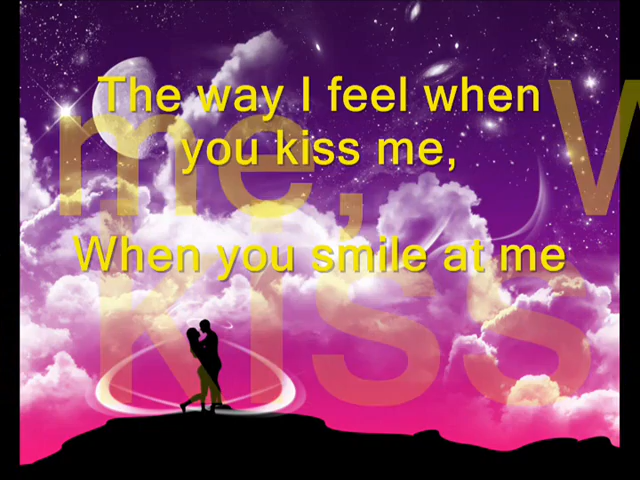 The way I feel when
you kiss me,
When you smile at me
me, W
kiss